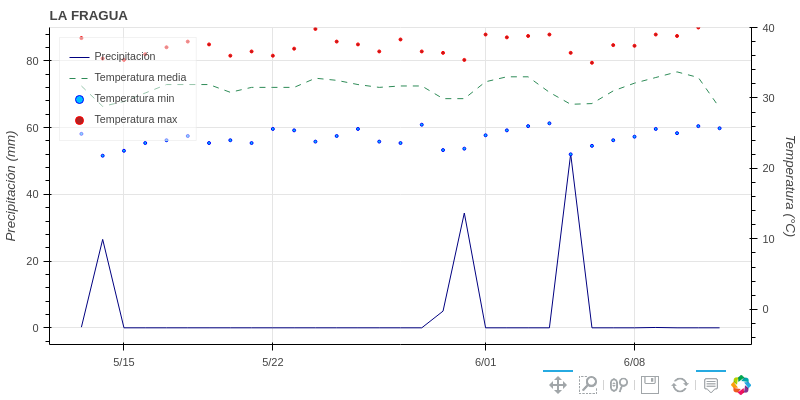 LA FRAGUA
Precipitación
Temperatura media
Temperatura min
Temperatura max
80
60
40
20
0
Precipitación (mm)
40
30
20
10
0
Temperatura (°C)
5/15 5/22 6/01 6/08